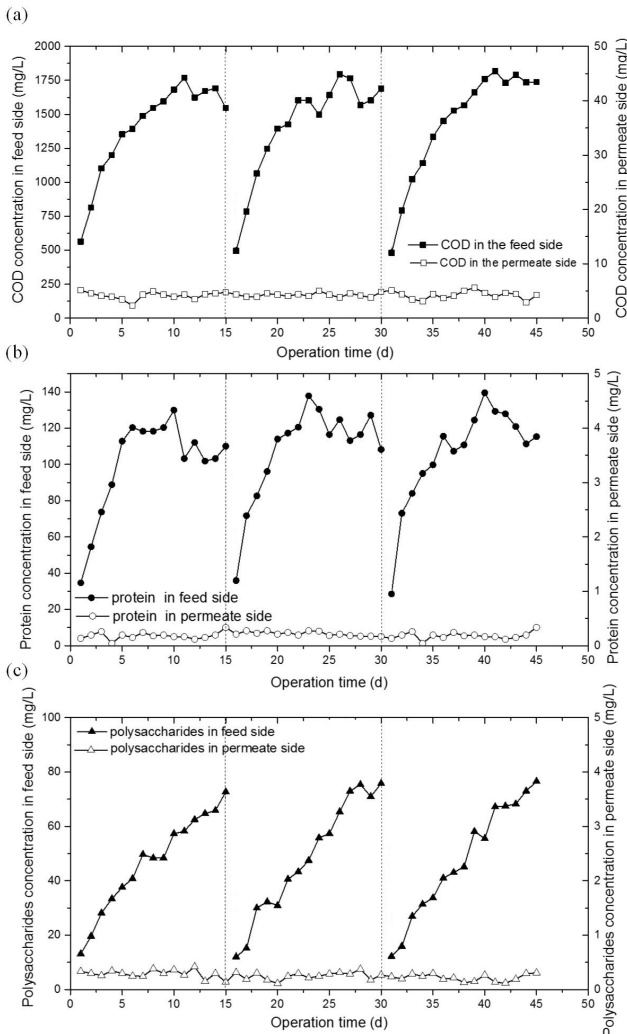 (a)
COD concentration in feed side (mg/L)
2000
1750
1500
1250
1000
750
500
250
0
50
40
30
20
10
0
COD concentration in permeate side (mg/L)
COD in the feed side
COD in the permeate side
0 5 10 15 20 25 30 35 40 45 50
Operation time (d)
(b)
Protein concentration in feed side (mg/L)
140
120
100
80
60
40
20
10
0
5
4
3
2
1
0
Protein concentration in permeate side (mg/L)
protein in feed side
protein in permeate side
0 5 10 15 20 25 30 35 40 45 50
Operation time (d)
(c)
Polysaccharides concentration in feed side (mg/L)
100
80
60
40
20
10
0
5
4
3
2
1
0
Polysaccharides concentration in permeate side (mg/L)
polysaccharides in feed side
polysaccharides in permeate side
0 5 10 15 20 25 30 35 40 45 50
Operation time (d)